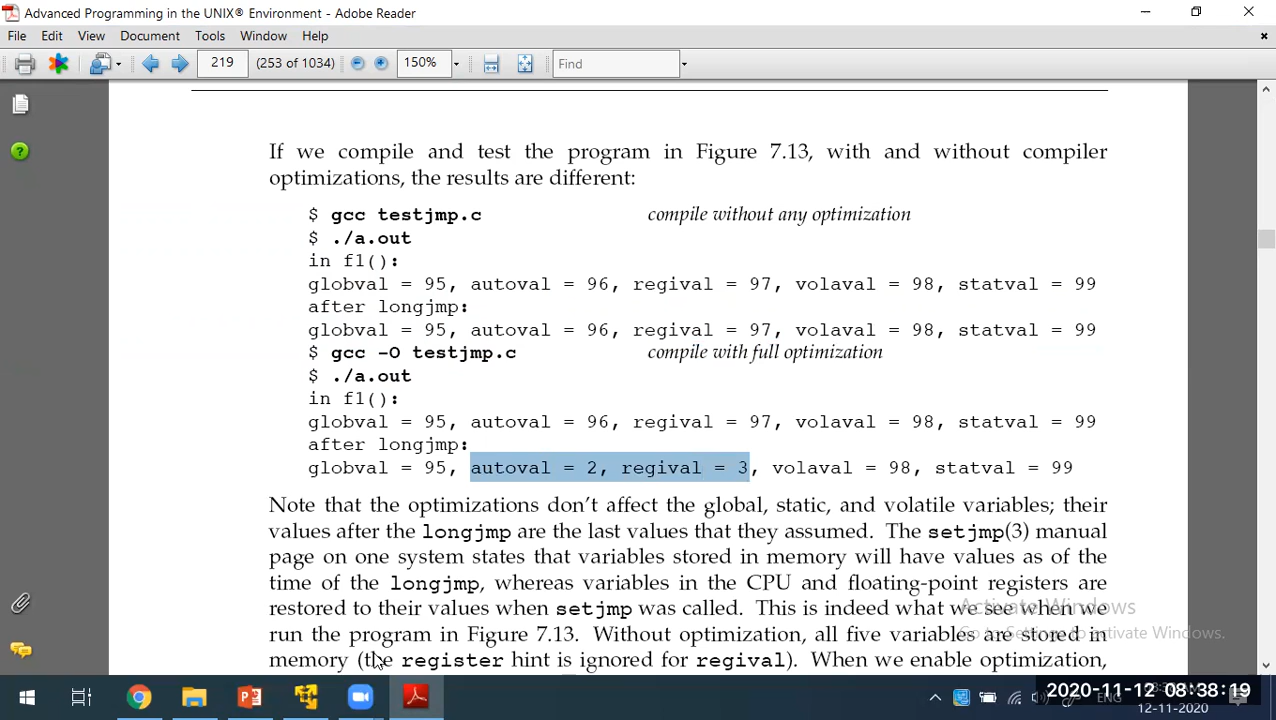 Advanced Programming in the UNIX® Environment - Adobe Reader
File Edit View Document Tools Window Help
219 (253 of 1034) 150% Find
If we compile and test the program in Figure 7.13, with and without compiler
optimizations, the results are different:
$ gcc testjmp.c compile without any optimization
$ ./a.out
in f1():
globval = 95, autoval = 96, regival = 97, volaval = 98, statval = 99
after longjmp:
globval = 95, autoval = 96, regival = 97, volaval = 98, statval = 99
$ gcc -O testjmp.c compile with full optimization
$ ./a.out
in f1():
globval = 95, autoval = 96, regival = 97, volaval = 98, statval = 99
after longjmp:
globval = 95, autoval = 2, regival = 3, volaval = 98, statval = 99
Note that the optimizations don’t affect the global, static, and volatile variables; their
values after the longjmp are the last values that they assumed. The setjmp(3) manual
page on one system states that variables stored in memory will have values as of the
time of the longjmp, whereas variables in the CPU and floating-point registers are
restored to their values when setjmp was called. This is indeed what we see when we
run the program in Figure 7.13. Without optimization, all five variables are stored in
memory (the register hint is ignored for regival). When we enable optimization,
Activate Windows
Go to Settings to activate Windows.
ENG
2020-11-12 08:38:19
12-11-2020